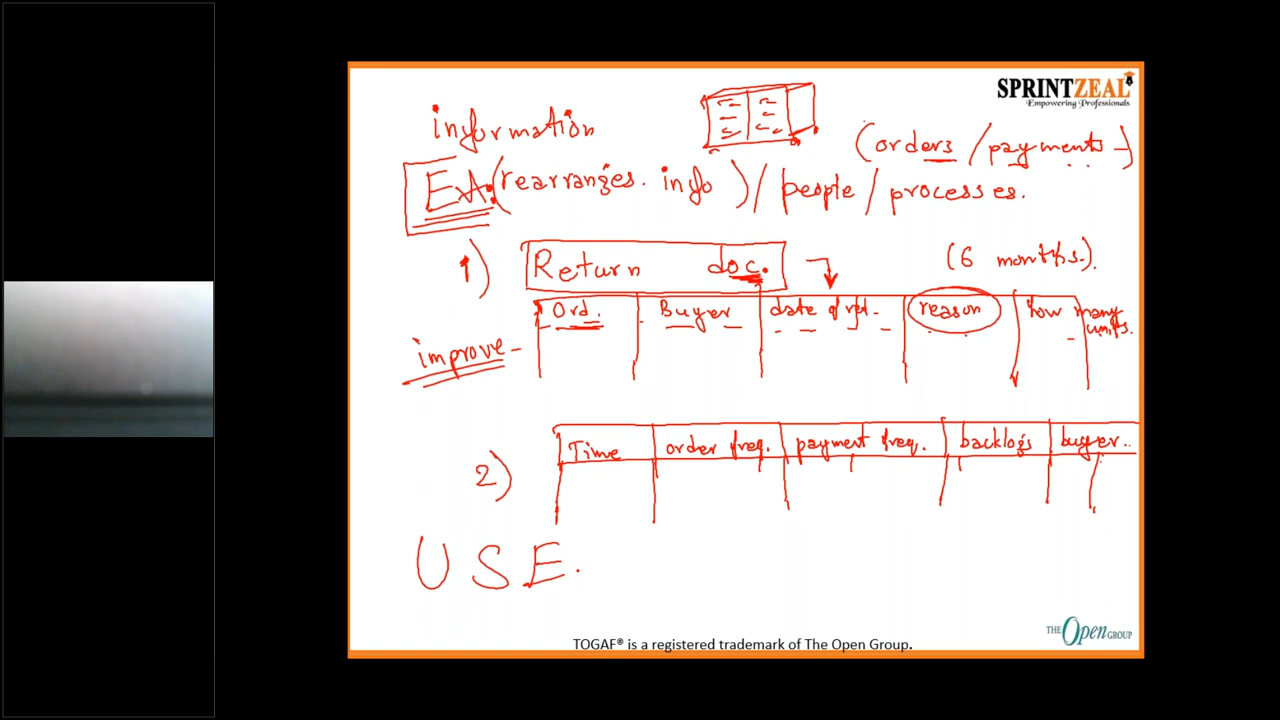 SPRINTZEAL
Empowering Professionals
information
(orders / payments -)
EA: (rearranges. info) / people / processes.
1) Return doc. (6 months.)
Ord. Buyer date of ret. reason how many units.
improve -
2) Time order freq. payment freq. backlogs buyer..
USE.
THE Open GROUP
TOGAF® is a registered trademark of The Open Group.